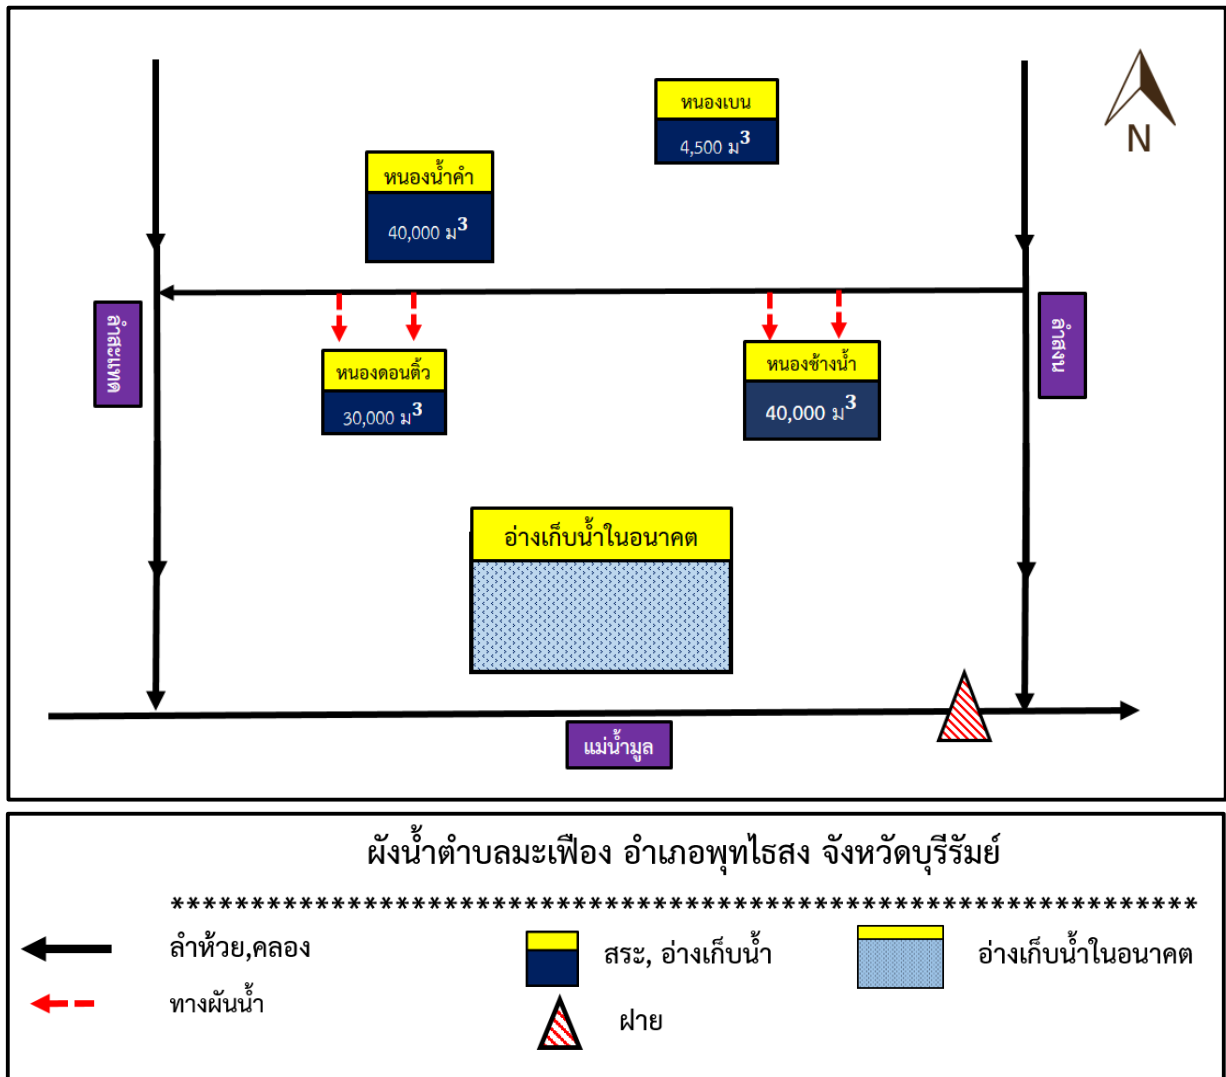 หนองเบน
4,500 ม³
N
หนองน้ำคำ
40,000 ม³
ลำสะแทด
ลำสงน
หนองดอนติ้ว
30,000 ม³
หนองช้างน้ำ
40,000 ม³
อ่างเก็บน้ำในอนาคต
แม่น้ำมูล
ผังน้ำตำบลมะเฟือง อำเภอพุทไธสง จังหวัดบุรีรัมย์
****************************************************************
ลำห้วย,คลอง
สระ, อ่างเก็บน้ำ
อ่างเก็บน้ำในอนาคต
ทางผันน้ำ
ฝาย